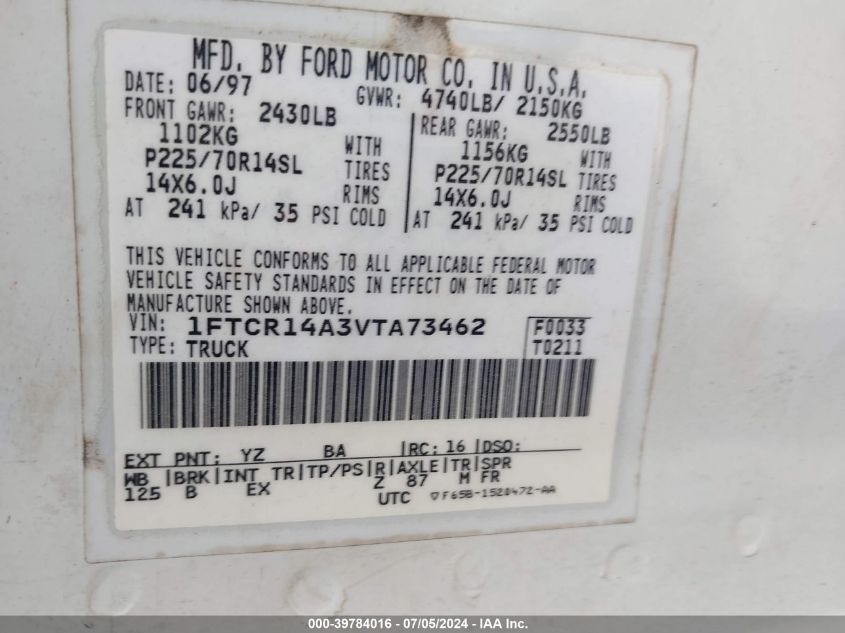 MFD. BY FORD MOTOR CO. IN U.S.A.
DATE: 06/97 GVWR: 4740LB/ 2150KG
FRONT GAWR: 2430LB
1102KG WITH
P225/70R14SL TIRES
14X6.0J RIMS
AT 241 kPa/ 35 PSI COLD
REAR GAWR: 2550LB
1156KG WITH
P225/70R14SL TIRES
14X6.0J RIMS
AT 241 kPa/ 35 PSI COLD
THIS VEHICLE CONFORMS TO ALL APPLICABLE FEDERAL MOTOR
VEHICLE SAFETY STANDARDS IN EFFECT ON THE DATE OF
MANUFACTURE SHOWN ABOVE.
VIN: 1FTCR14A3VTA73462 F0033
TYPE: TRUCK T0211
EXT PNT: YZ BA |RC: 16 |DSO:
WB |BRK|INT TR|TP/PS|R|AXLE|TR|SPR
125 B EX Z 87 M FR
UTC ▽F65B-1520472-AA
000-39784016 - 07/05/2024 - IAA Inc.